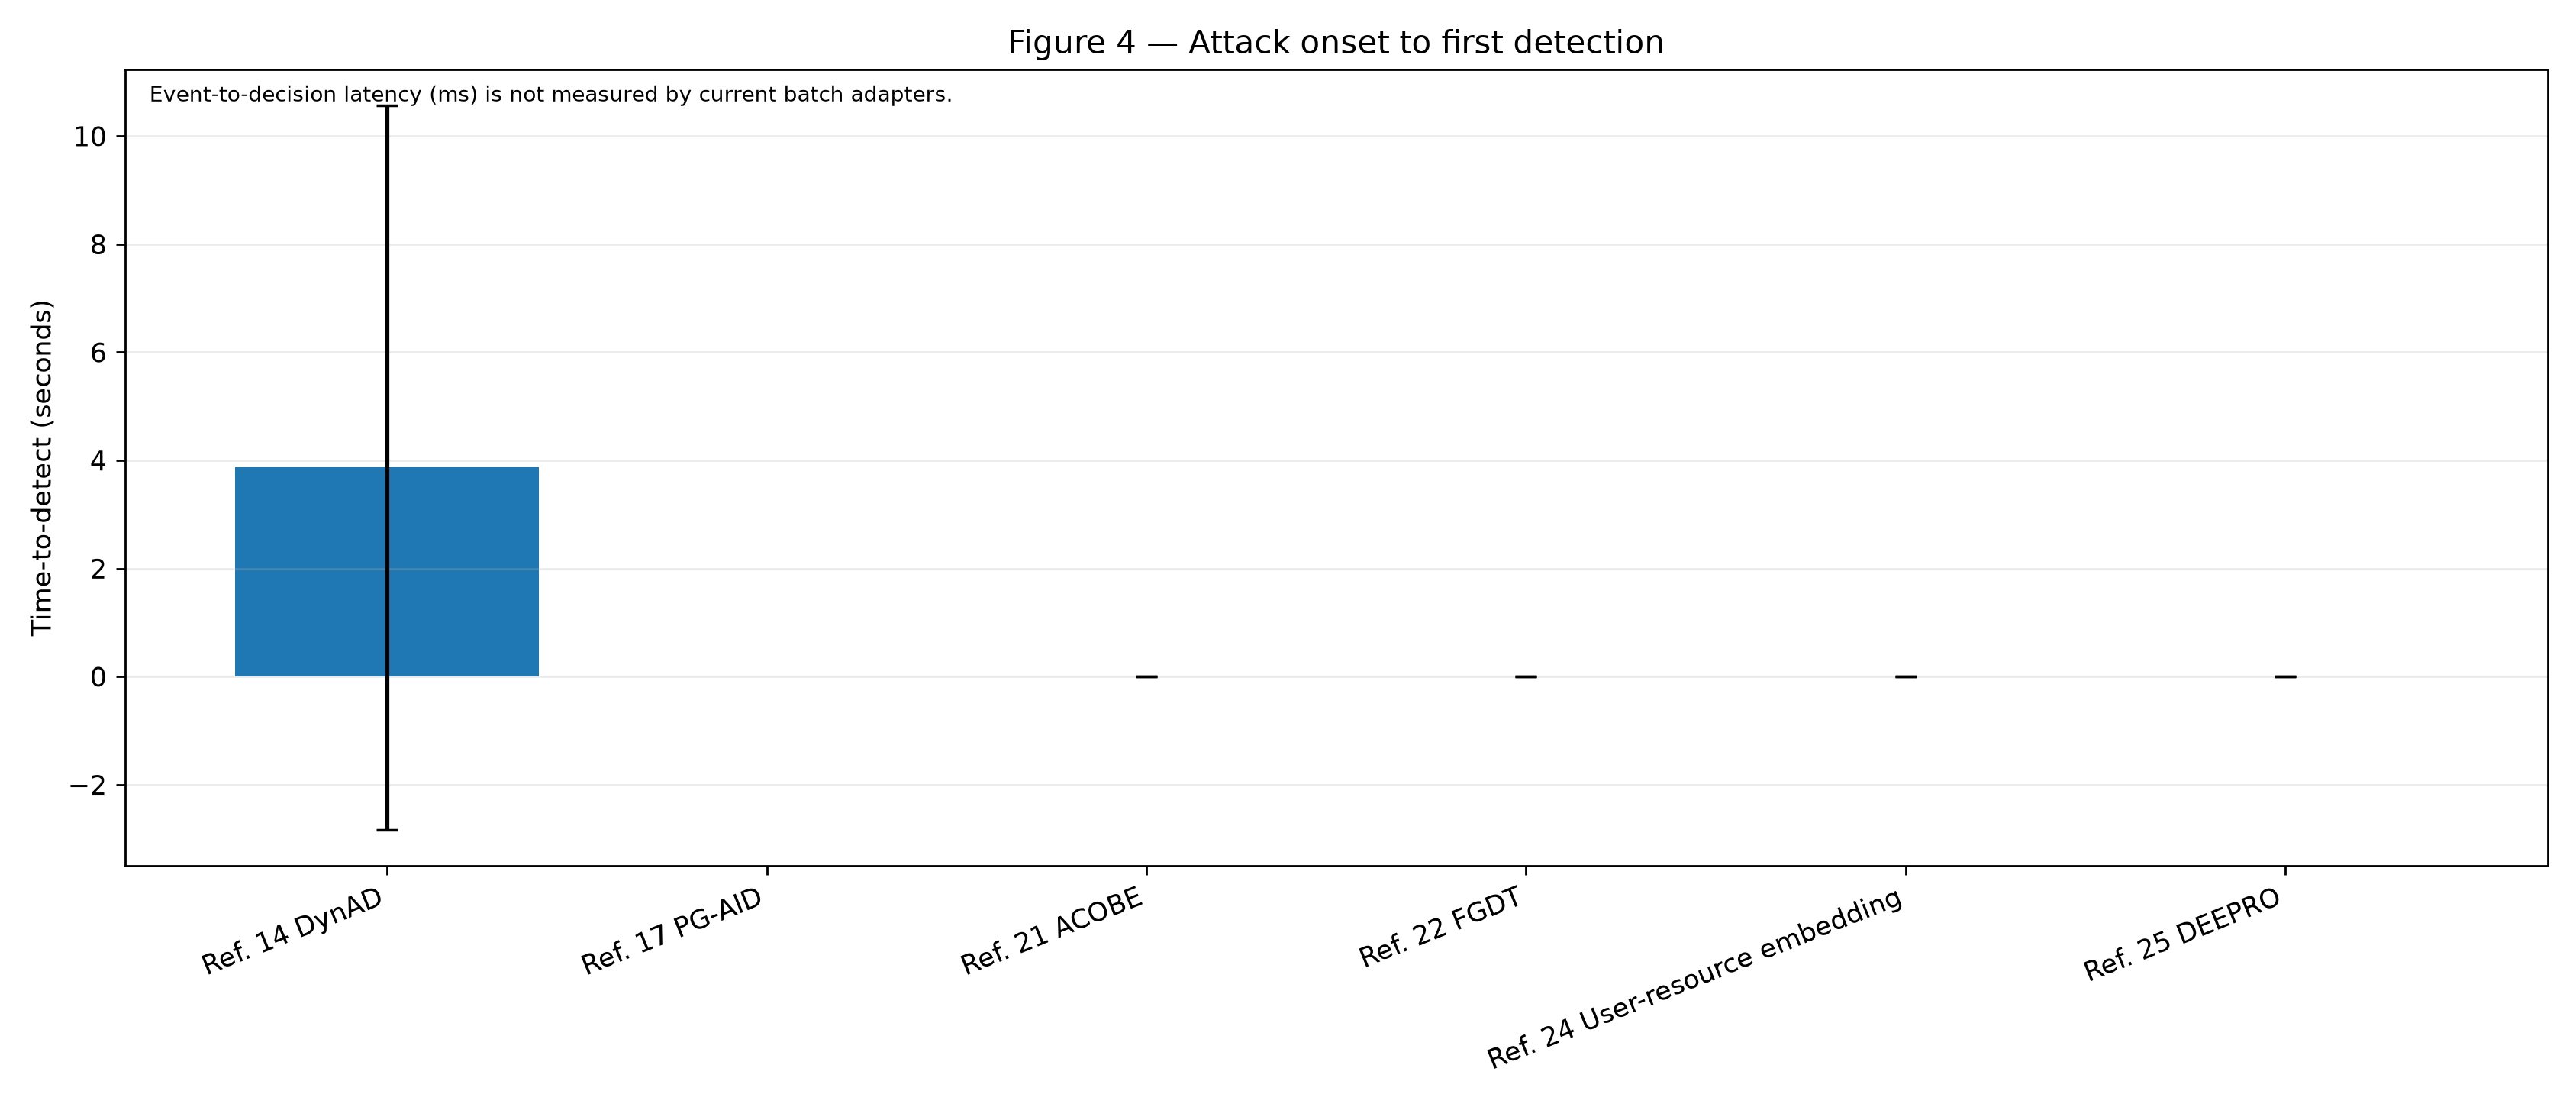 Figure 4 — Attack onset to first detection
Event-to-decision latency (ms) is not measured by current batch adapters.
Time-to-detect (seconds)
10
8
6
4
2
0
−2
Ref. 14 DynAD
Ref. 17 PG-AID
Ref. 21 ACOBE
Ref. 22 FGDT
Ref. 24 User-resource embedding
Ref. 25 DEEPRO